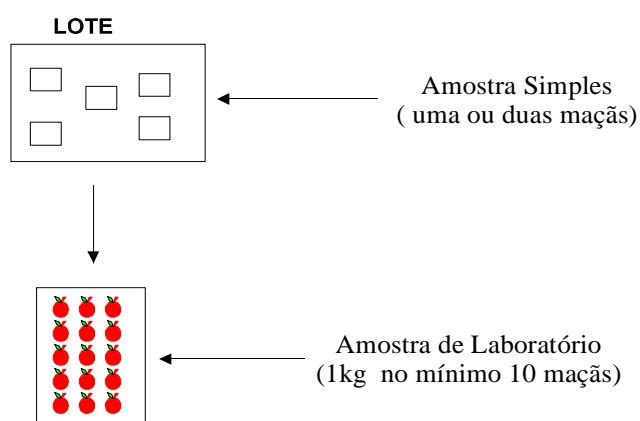 LOTE
Amostra Simples
( uma ou duas maçãs)
Amostra de Laboratório
(1kg  no mínimo 10 maçãs)